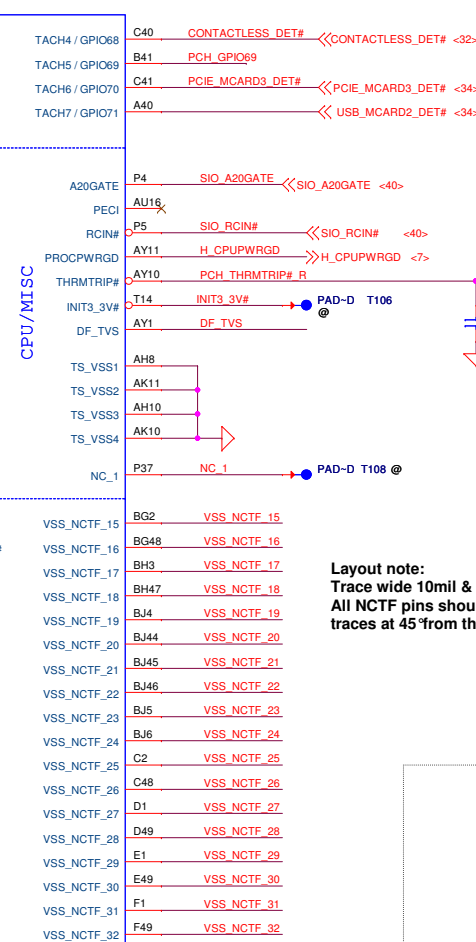 TACH4 / GPIO68 C40 CONTACTLESS_DET# CONTACTLESS_DET# <32>
TACH5 / GPIO69 B41 PCH_GPIO69
TACH6 / GPIO70 C41 PCIE_MCARD3_DET# PCIE_MCARD3_DET# <34>
TACH7 / GPIO71 A40 USB_MCARD2_DET# <34>
CPU/MISC
A20GATE P4 SIO_A20GATE SIO_A20GATE <40>
PECI AU16
RCIN# P5 SIO_RCIN# SIO_RCIN# <40>
PROCPWRGD AY11 H_CPUPWRGD H_CPUPWRGD <7>
THRMTRIP# AY10 PCH_THRMTRIP#_R
INIT3_3V# T14 INIT3_3V# PAD~D T106
@
DF_TVS AY1 DF_TVS
TS_VSS1 AH8
TS_VSS2 AK11
TS_VSS3 AH10
TS_VSS4 AK10
NC_1 P37 NC_1 PAD~D T108 @
VSS_NCTF_15 BG2 VSS_NCTF_15
VSS_NCTF_16 BG48 VSS_NCTF_16
VSS_NCTF_17 BH3 VSS_NCTF_17
VSS_NCTF_18 BH47 VSS_NCTF_18
VSS_NCTF_19 BJ4 VSS_NCTF_19
VSS_NCTF_20 BJ44 VSS_NCTF_20
VSS_NCTF_21 BJ45 VSS_NCTF_21
VSS_NCTF_22 BJ46 VSS_NCTF_22
VSS_NCTF_23 BJ5 VSS_NCTF_23
VSS_NCTF_24 BJ6 VSS_NCTF_24
VSS_NCTF_25 C2 VSS_NCTF_25
VSS_NCTF_26 C48 VSS_NCTF_26
VSS_NCTF_27 D1 VSS_NCTF_27
VSS_NCTF_28 D49 VSS_NCTF_28
VSS_NCTF_29 E1 VSS_NCTF_29
VSS_NCTF_30 E49 VSS_NCTF_30
VSS_NCTF_31 F1 VSS_NCTF_31
VSS_NCTF_32 F49 VSS_NCTF_32
Layout note:
Trace wide 10mil &
All NCTF pins shou
traces at 45°from th